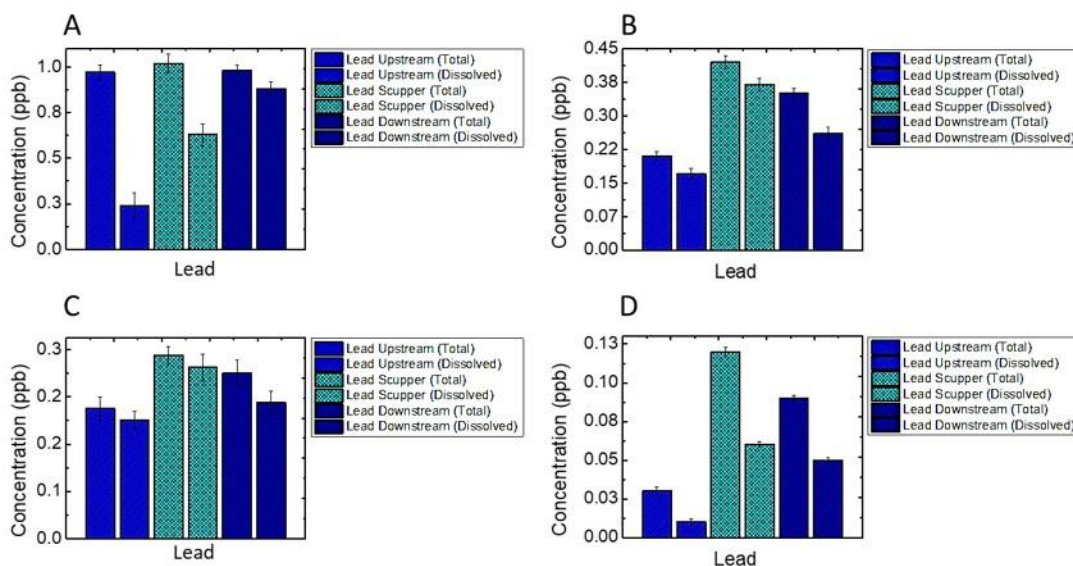 A
Concentration (ppb)
1.0
0.8
0.5
0.3
0.0
Lead
Lead Upstream (Total)
Lead Upstream (Dissolved)
Lead Scupper (Total)
Lead Scupper (Dissolved)
Lead Downstream (Total)
Lead Downstream (Dissolved)
B
Concentration (ppb)
0.45
0.38
0.30
0.22
0.15
0.07
0.00
Lead
Lead Upstream (Total)
Lead Upstream (Dissolved)
Lead Scupper (Total)
Lead Scupper (Dissolved)
Lead Downstream (Total)
Lead Downstream (Dissolved)
C
Concentration (ppb)
0.3
0.2
0.2
0.1
0.0
Lead
Lead Upstream (Total)
Lead Upstream (Dissolved)
Lead Scupper (Total)
Lead Scupper (Dissolved)
Lead Downstream (Total)
Lead Downstream (Dissolved)
D
Concentration (ppb)
0.13
0.10
0.08
0.05
0.03
0.00
Lead
Lead Upstream (Total)
Lead Upstream (Dissolved)
Lead Scupper (Total)
Lead Scupper (Dissolved)
Lead Downstream (Total)
Lead Downstream (Dissolved)